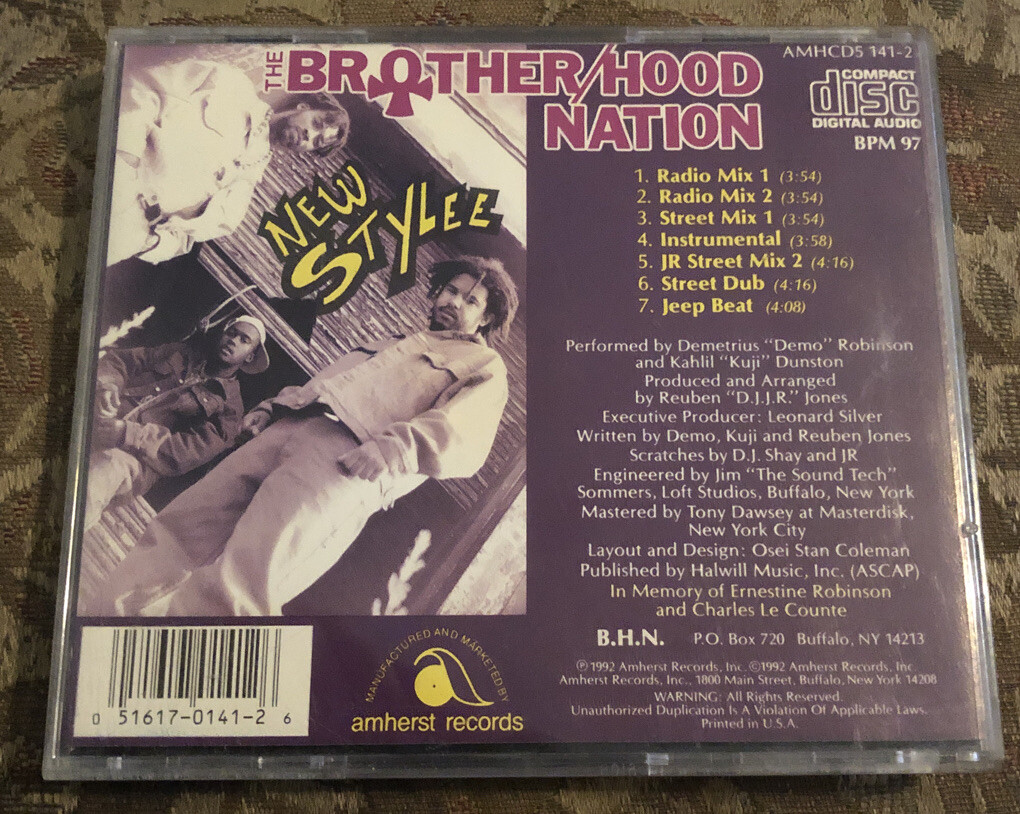 THE BROTHER/HOOD
NATION
AMHCD5 141-2
COMPACT
disc
DIGITAL AUDIO
BPM 97
NEW
STYLEE
1. Radio Mix 1 (3:54)
2. Radio Mix 2 (3:54)
3. Street Mix 1 (3:54)
4. Instrumental (3:58)
5. JR Street Mix 2 (4:16)
6. Street Dub (4:16)
7. Jeep Beat (4:08)
Performed by Demetrius “Demo” Robinson
and Kahlil “Kuji” Dunston
Produced and Arranged
by Reuben “D.J.J.R.” Jones
Executive Producer: Leonard Silver
Written by Demo, Kuji and Reuben Jones
Scratches by D.J. Shay and JR
Engineered by Jim “The Sound Tech”
Sommers, Loft Studios, Buffalo, New York
Mastered by Tony Dawsey at Masterdisk,
New York City
Layout and Design: Osei Stan Coleman
Published by Halwill Music, Inc. (ASCAP)
In Memory of Ernestine Robinson
and Charles Le Counte
B.H.N. P.O. Box 720 Buffalo, NY 14213
℗1992 Amherst Records, Inc. ©1992 Amherst Records, Inc.
Amherst Records, Inc., 1800 Main Street, Buffalo, New York 14208
WARNING: All Rights Reserved.
Unauthorized Duplication Is A Violation Of Applicable Laws.
Printed in U.S.A.
MANUFACTURED AND MARKETED BY
amherst records
0 51617-0141-2 6